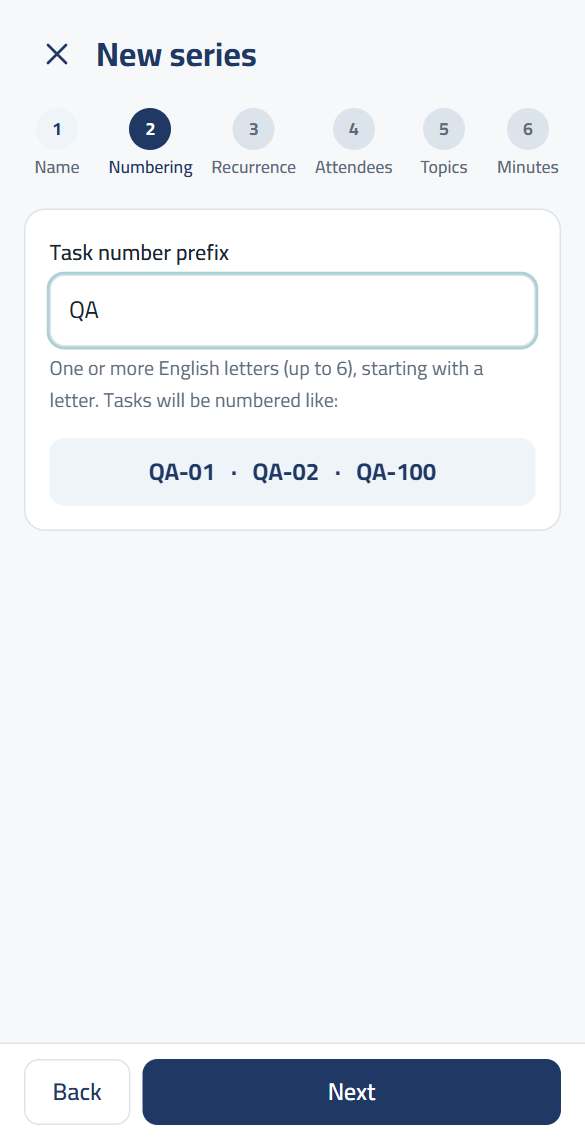 New series
1 2 3 4 5 6
Name Numbering Recurrence Attendees Topics Minutes
Task number prefix
QA
One or more English letters (up to 6), starting with a
letter. Tasks will be numbered like:
QA-01 · QA-02 · QA-100
Back Next